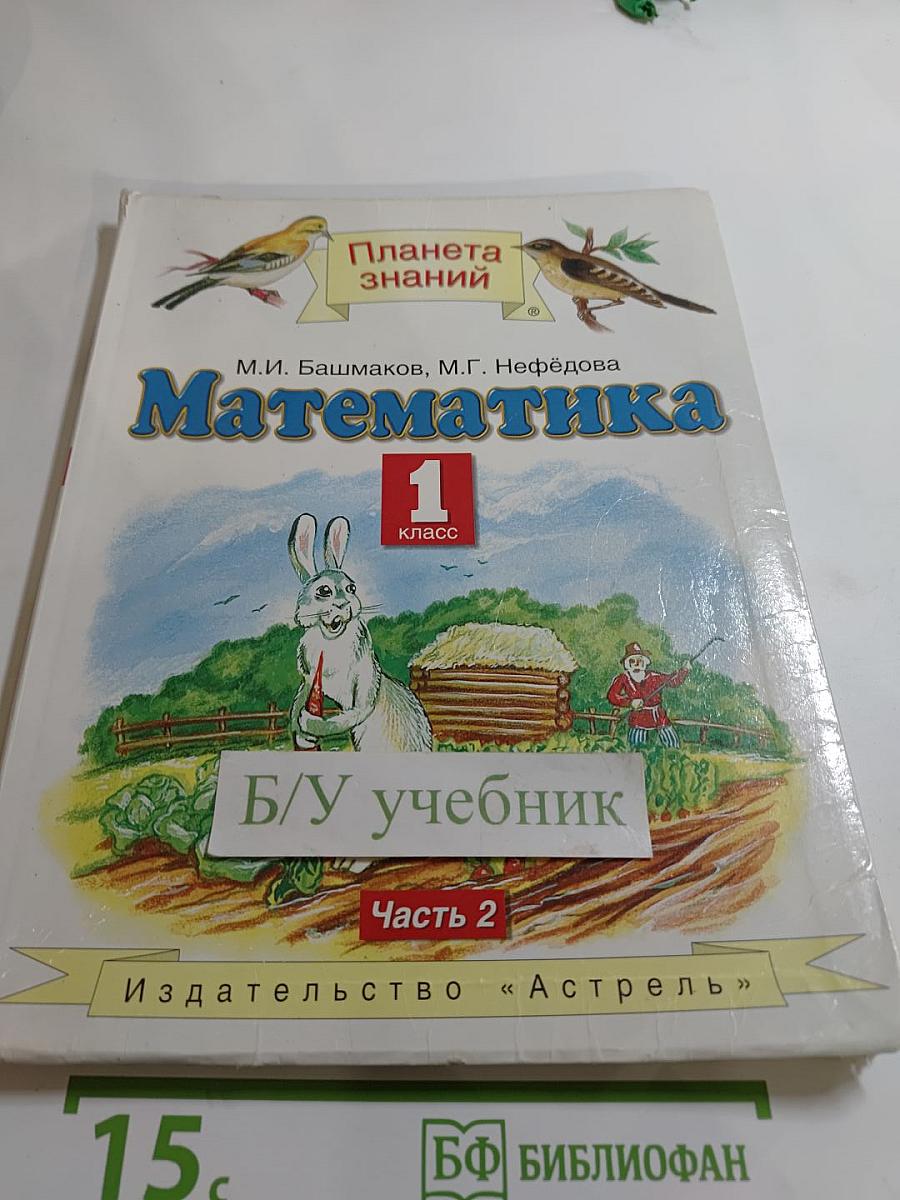 Планета
знаний
®
М.И. Башмаков, М.Г. Нефёдова
Математика
1
класс
Б/У учебник
Часть 2
Издательство «Астрель»
15 с
БФ БИБЛИОФАН